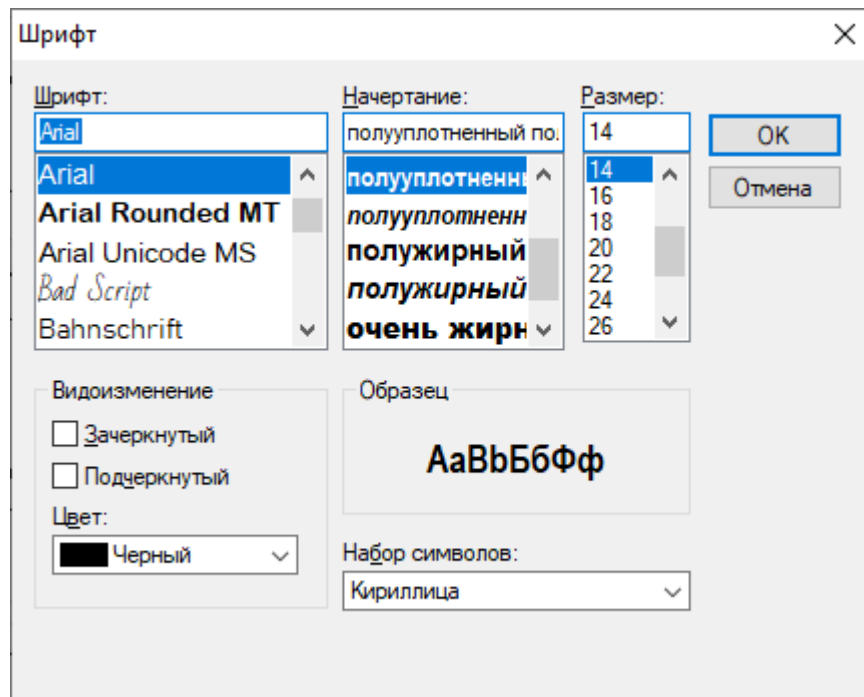 Шрифт
Шрифт:
Arial
Arial
Arial Rounded MT
Arial Unicode MS
Bad Script
Bahnschrift
Начертание:
полууплотненный пол
полууплотненны
полууплотненн
полужирный
полужирный
очень жирн
Размер:
14
14
16
18
20
22
24
26
OK
Отмена
Видоизменение
Зачеркнутый
Подчеркнутый
Цвет:
Черный
Образец
AaBbБбФф
Набор символов:
Кириллица